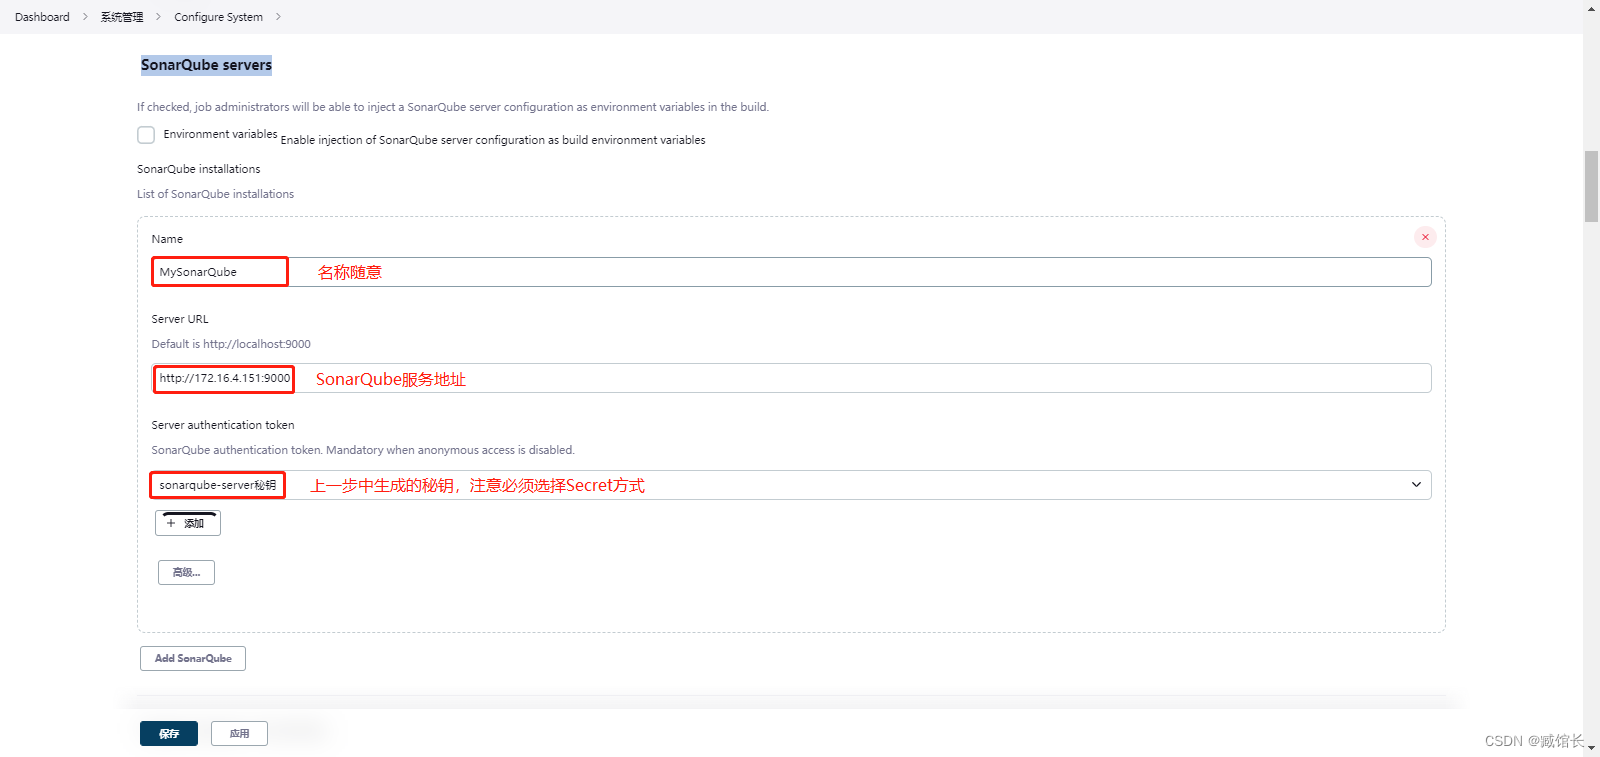 Dashboard > 系统管理 > Configure System >
SonarQube servers
If checked, job administrators will be able to inject a SonarQube server configuration as environment variables in the build.
Environment variables Enable injection of SonarQube server configuration as build environment variables
SonarQube installations
List of SonarQube installations
Name
MySonarQube 名称随意
Server URL
Default is http://localhost:9000
http://172.16.4.151:9000 SonarQube服务地址
Server authentication token
SonarQube authentication token. Mandatory when anonymous access is disabled.
sonarqube-server秘钥 上一步中生成的秘钥，注意必须选择Secret方式
+ 添加
高级...
Add SonarQube
保存 应用
CSDN @臧馆长